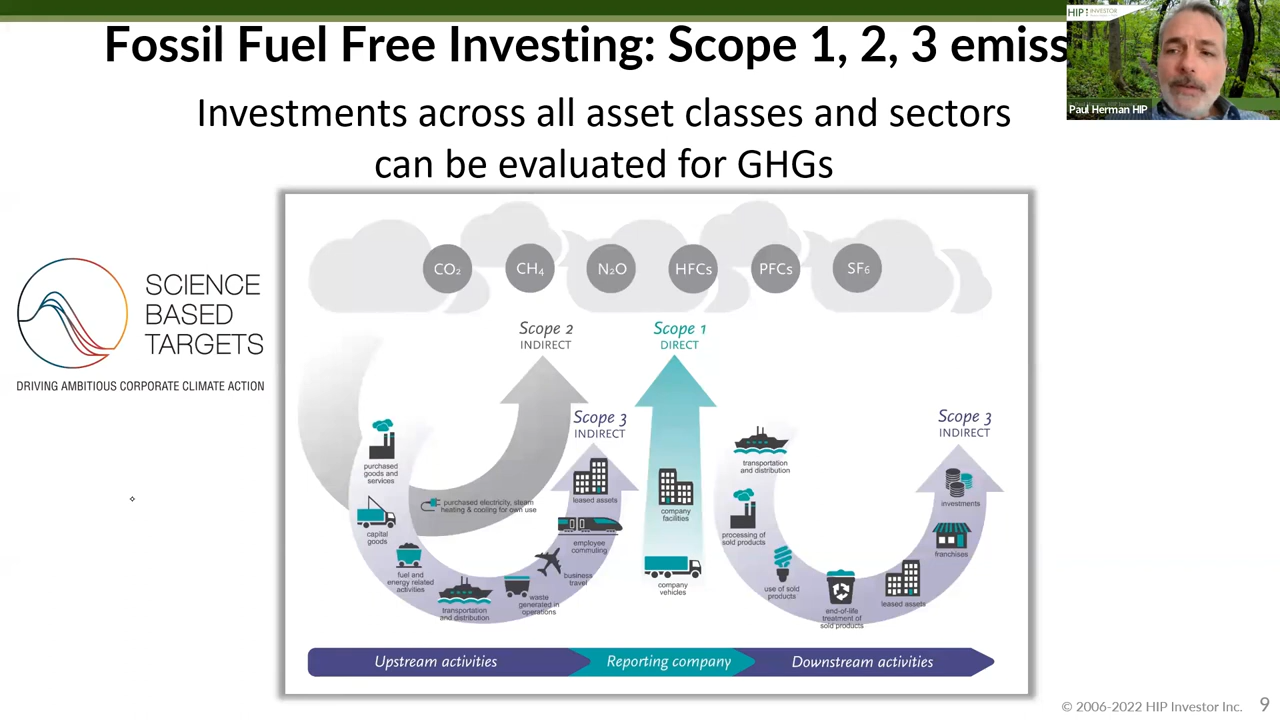 Fossil Fuel Free Investing: Scope 1, 2, 3 emiss
HIP INVESTOR
Paul Herman HIP
Investments across all asset classes and sectors
can be evaluated for GHGs
SCIENCE
BASED
TARGETS
DRIVING AMBITIOUS CORPORATE CLIMATE ACTION
CO₂
CH₄
N₂O
HFCs
PFCs
SF₆
Scope 2
INDIRECT
Scope 1
DIRECT
Scope 3
INDIRECT
Scope 3
INDIRECT
purchased
goods and
services
capital
goods
fuel and
energy related
activities
transportation
and distribution
purchased electricity, steam
heating & cooling for own use
waste
generated in
operations
business
travel
employee
commuting
leased assets
company
facilities
company
vehicles
transportation
and distribution
processing of
sold products
use of sold
products
end-of-life
treatment of
sold products
leased assets
franchises
investments
Upstream activities
Reporting company
Downstream activities
© 2006-2022 HIP Investor Inc.
9